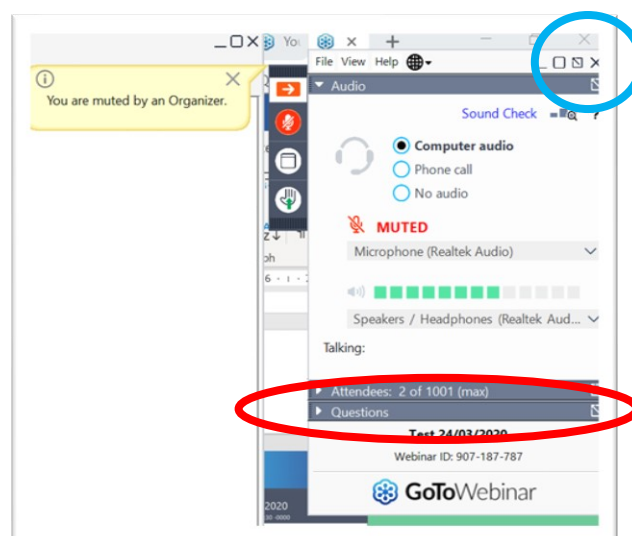 You are muted by an Organizer.
You
File View Help
Audio
Sound Check
?
Computer audio
Phone call
No audio
MUTED
Microphone (Realtek Audio)
Speakers / Headphones (Realtek Aud...
Talking:
Attendees: 2 of 1001 (max)
Questions
Test 24/03/2020
Webinar ID: 907-187-787
GoToWebinar
2020